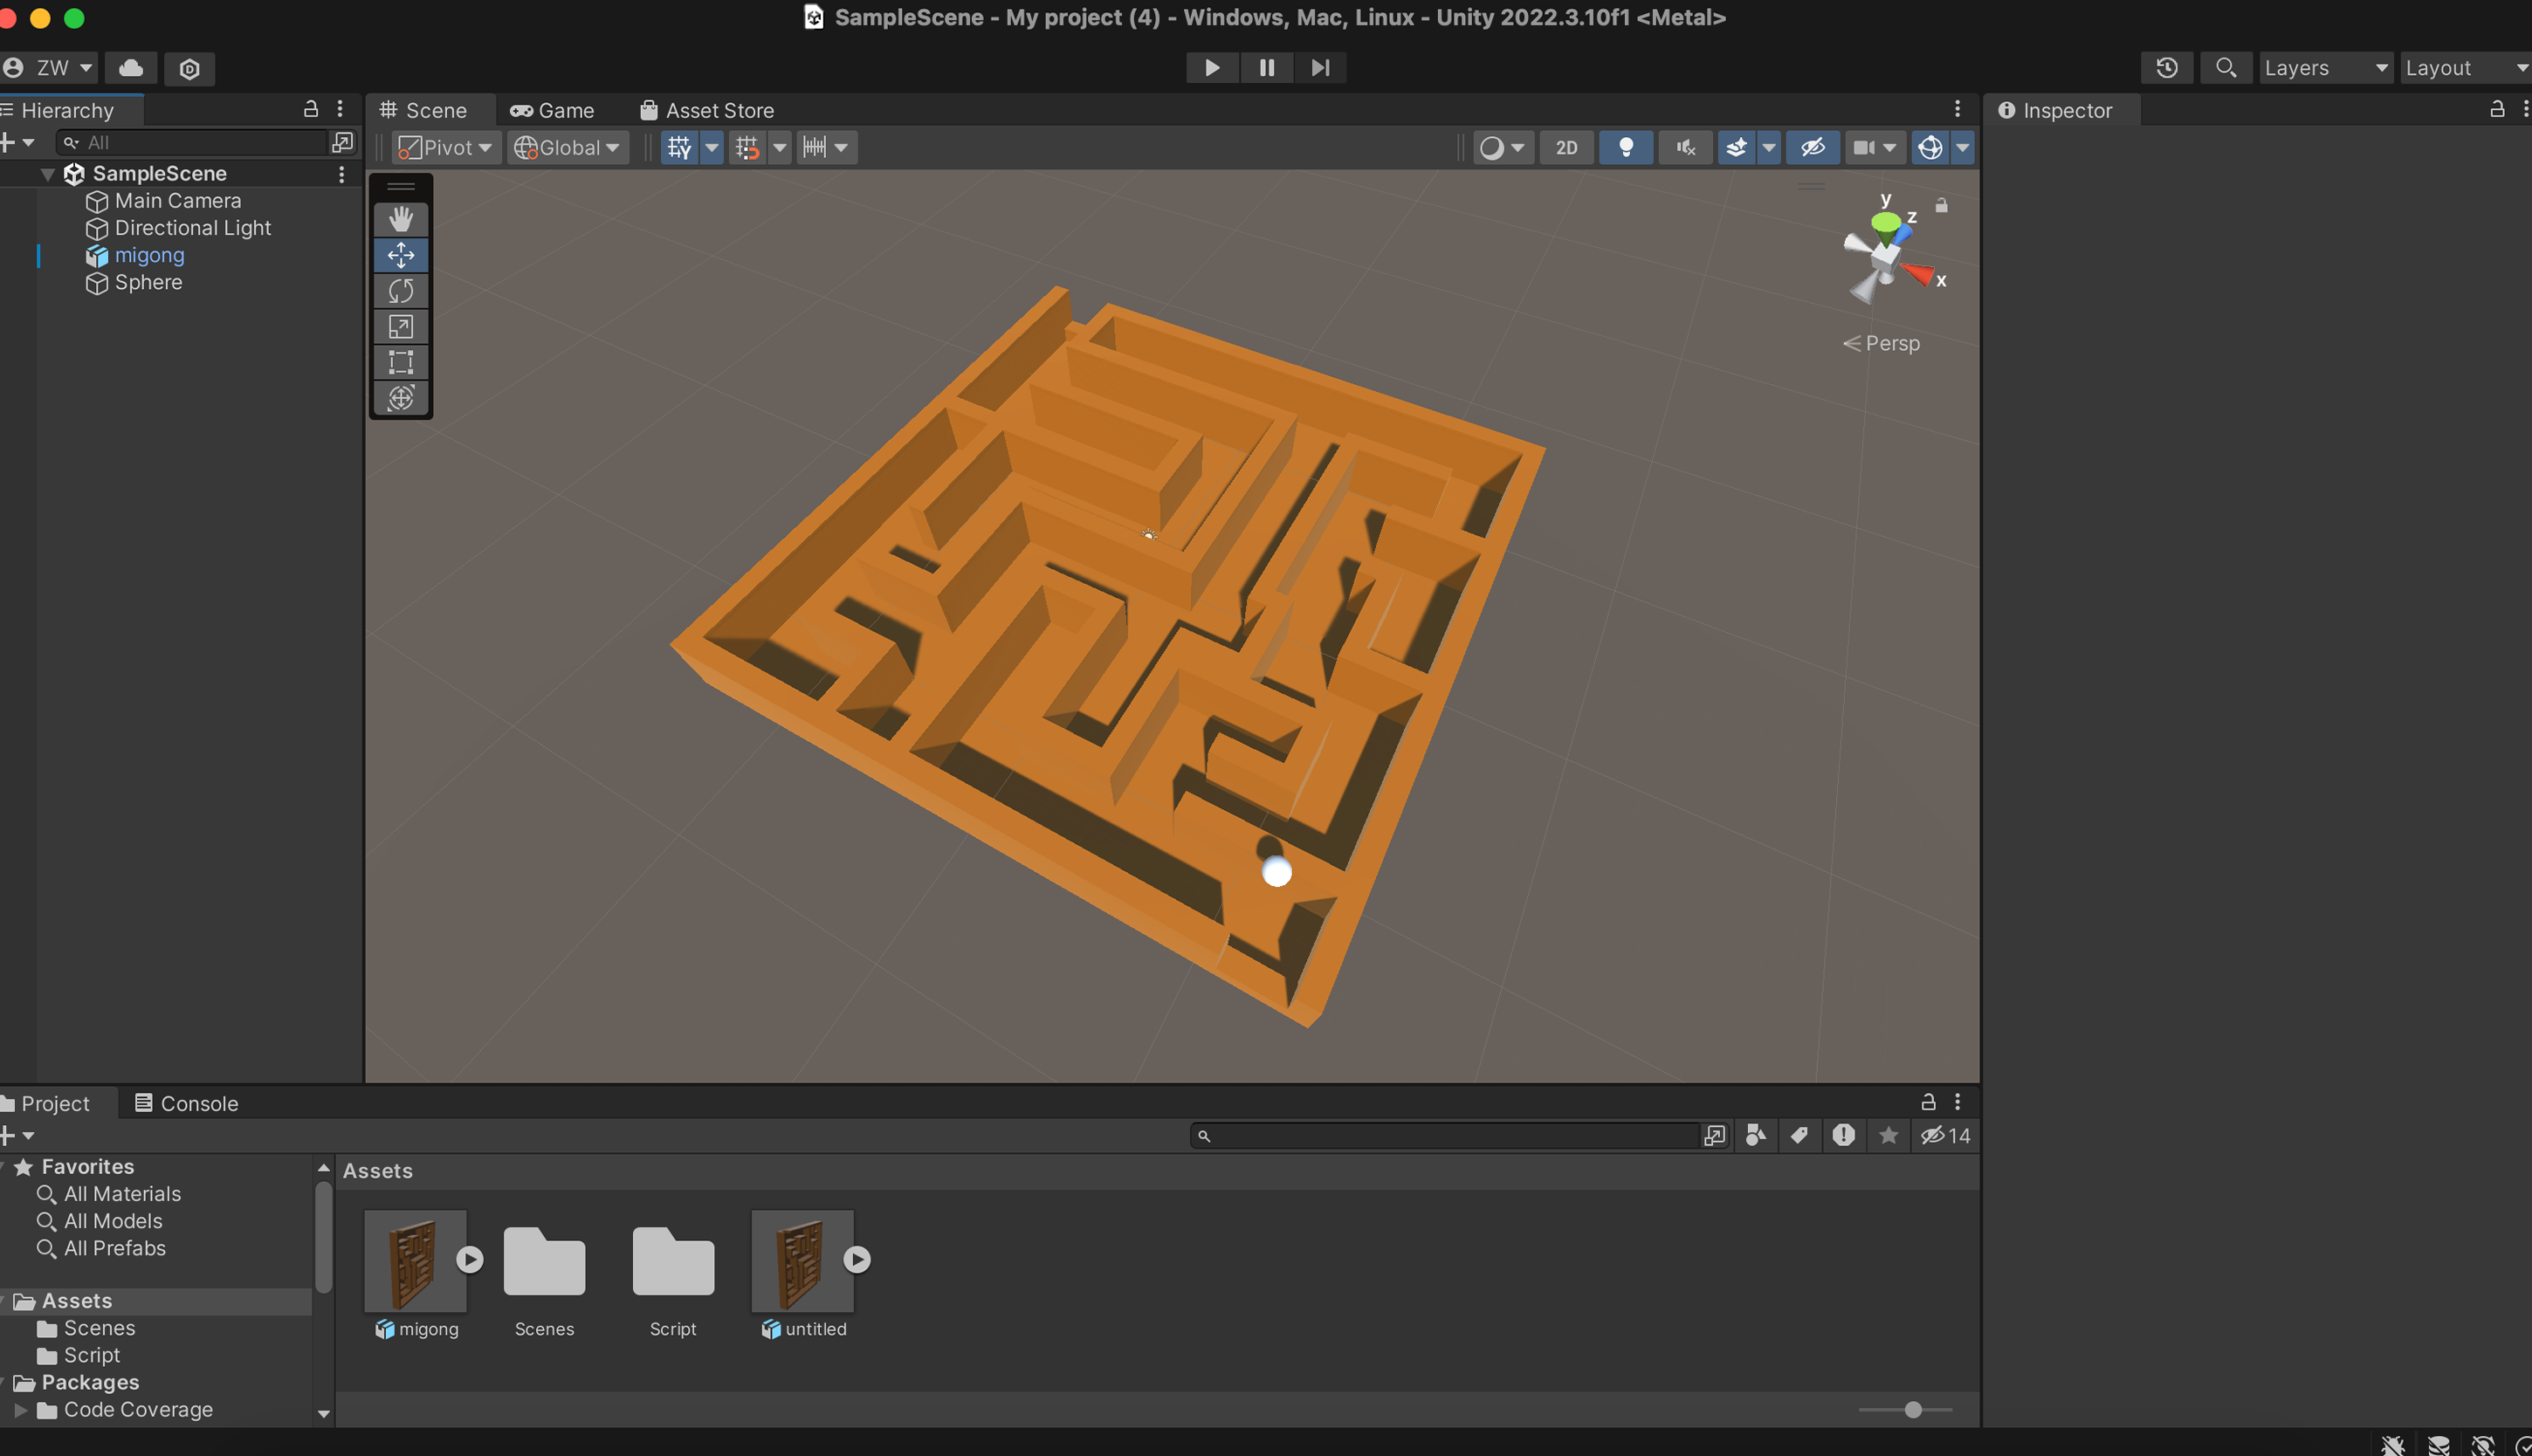 SampleScene - My project (4) - Windows, Mac, Linux - Unity 2022.3.10f1 <Metal>
ZW
Layers
Layout
Hierarchy
Scene
Game
Asset Store
Inspector
All
Pivot
Global
2D
SampleScene
Main Camera
Directional Light
migong
Sphere
y
z
x
Persp
Project
Console
14
Favorites
All Materials
All Models
All Prefabs
Assets
Scenes
Script
Packages
Code Coverage
Assets
migong
Scenes
Script
untitled